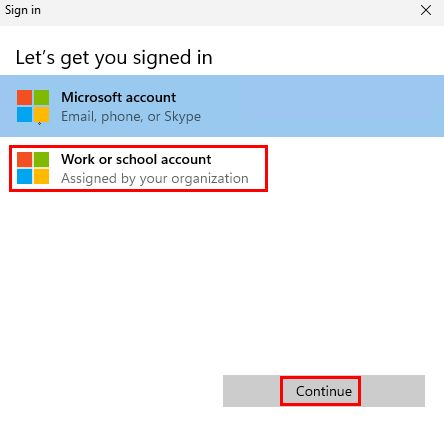 Sign in
Let's get you signed in
Microsoft account
Email, phone, or Skype
Work or school account
Assigned by your organization
Continue